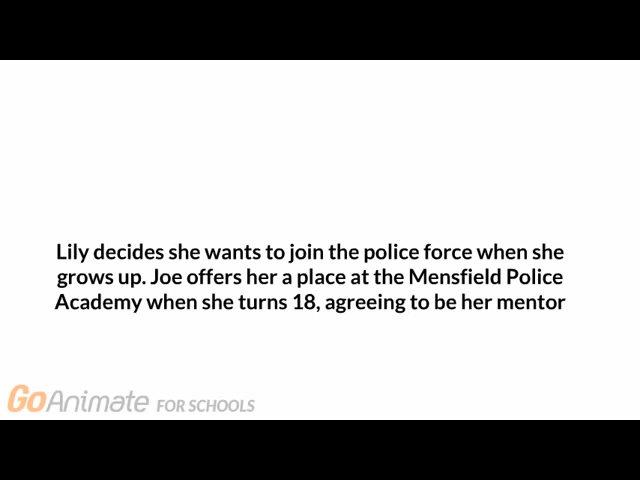 Lily decides she wants to join the police force when she
grows up. Joe offers her a place at the Mensfield Police
Academy when she turns 18, agreeing to be her mentor
GoAnimate FOR SCHOOLS